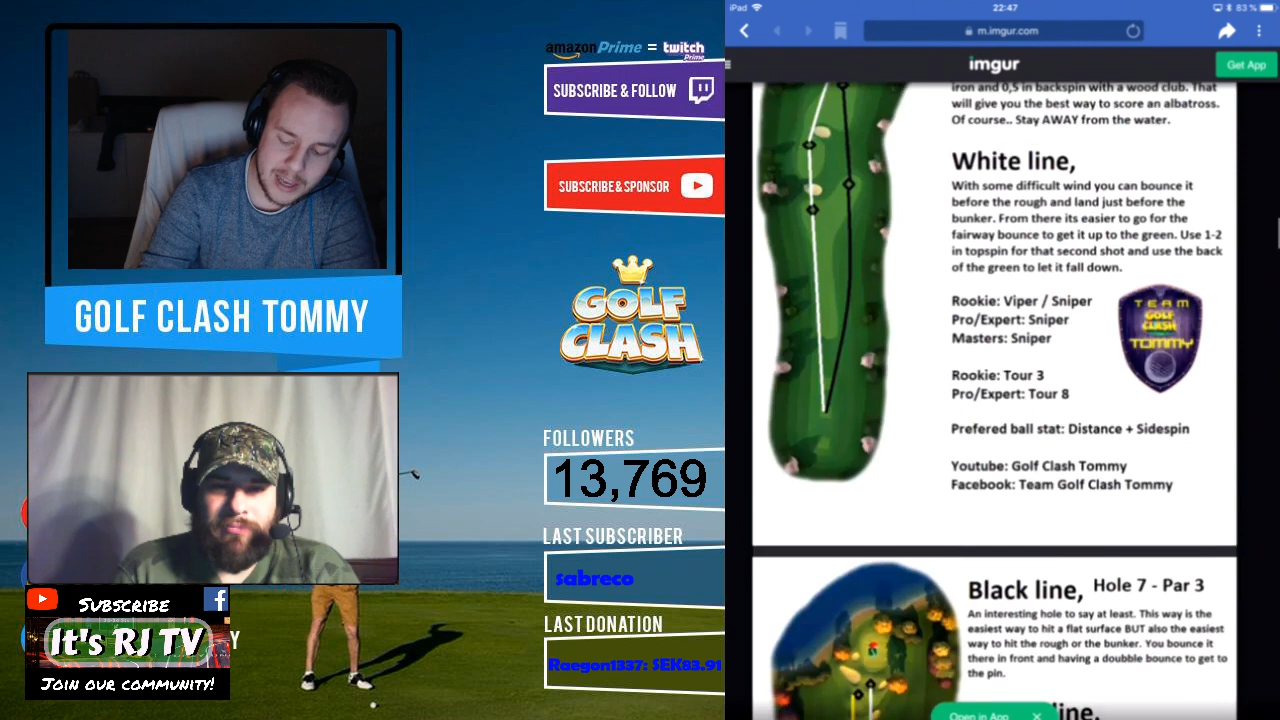 amazonPrime = twitch Prime
SUBSCRIBE & FOLLOW
SUBSCRIBE & SPONSOR
GOLF CLASH TOMMY
GOLF
CLASH
FOLLOWERS
13,769
LAST SUBSCRIBER
sabreco
LAST DONATION
Raegon1337: SEK83.91
SUBSCRIBE
It's RJ TV
JOIN OUR COMMUNITY!
Y
iPad
22:47
83 %
m.imgur.com
imgur
Get App
iron and 0,5 in backspin with a wood club. That
will give you the best way to score an albatross.
Of course.. Stay AWAY from the water.
White line,
With some difficult wind you can bounce it
before the rough and land just before the
bunker. From there its easier to go for the
fairway bounce to get it up to the green. Use 1-2
in topspin for that second shot and use the back
of the green to let it fall down.
Rookie: Viper / Sniper
Pro/Expert: Sniper
Masters: Sniper
TEAM
GOLF
CLASH
TOMMY
Rookie: Tour 3
Pro/Expert: Tour 8
Prefered ball stat: Distance + Sidespin
Youtube: Golf Clash Tommy
Facebook: Team Golf Clash Tommy
Black line, Hole 7 - Par 3
An interesting hole to say at least. This way is the
easiest way to hit a flat surface BUT also the easiest
way to hit the rough or the bunker. You bounce it
there in front and having a doubble bounce to get to
the pin.
line,
Open in App